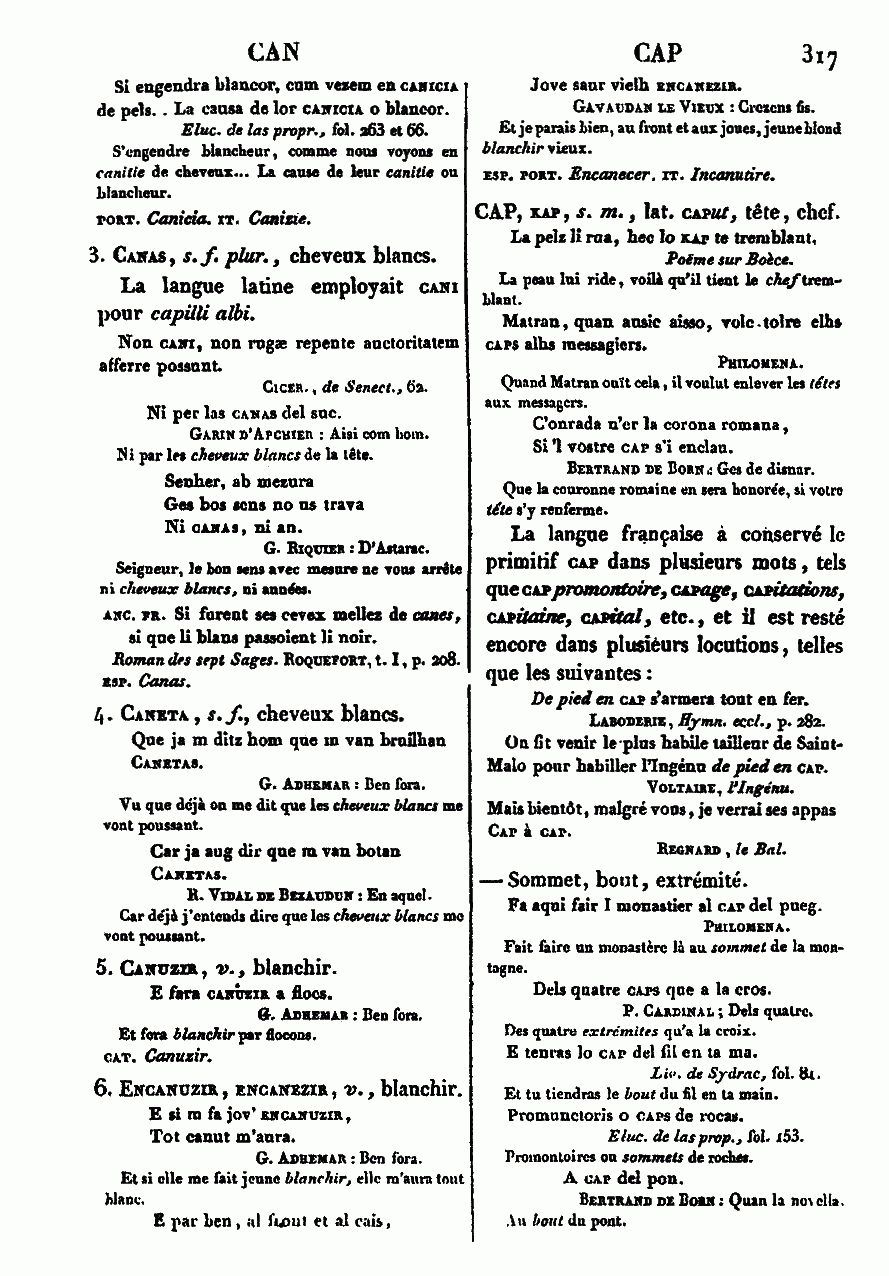 CAN
CAP
317
Si engendra blancor, cum vezem en CANICIA
de pels. . La causa de lor CANICIA o blancor.
Eluc. de las propr., fol. 263 et 66.
S'engendre blancheur, comme nous voyons en
canitie de cheveux... La cause de leur canitie ou
blancheur.
PORT. Canicia. IT. Canizie.
3. CANAS, s. f. plur., cheveux blancs.
La langue latine employait CANI
pour capilli albi.
Non CANI, non rugæ repente auctoritatem
afferre possunt.
CICER., de Senect., 62.
Ni per las CANAS del suc.
GARIN D'APCHIER : Aisi com hom.
Ni par les cheveux blancs de la tête.
Senher, ab mezura
Ges bos sens no us trava
Ni CANAS, ni an.
G. RIQUIER : D'Astarac.
Seigneur, le bon sens avec mesure ne vous arrête
ni cheveux blancs, ni années.
ANC. FR. Si furent ses cevex mellez de canes,
si que li blans passoient li noir.
Roman des sept Sages. ROQUEFORT, t. I, p. 208.
ESP. Canas.
4. CANETA, s. f., cheveux blancs.
Que ja m ditz hom que m van bruilhan
CANETAS.
G. ADHEMAR : Ben fora.
Vu que déjà on me dit que les cheveux blancs me
vont poussant.
Car ja aug dir que m van botan
CANETAS.
R. VIDAL DE BEZAUDUN : En aquel.
Car déjà j'entends dire que les cheveux blancs me
vont poussant.
5. CANUZIR, v., blanchir.
E fara CANUZIR a flocs.
G. ADHEMAR : Ben fora.
Et fera blanchir par flocons.
CAT. Canuzir.
6. ENCANUZIR, ENCANEZIR, v., blanchir.
E si m fa jov' ENCANUZIR,
Tot canut m'aura.
G. ADHEMAR : Ben fora.
Et si elle me fait jeune blanchir, elle m'aura tout
blanc.
E par ben, al front et al cais,
Jove saur vielh ENCANEZIR.
GAVAUDAN LE VIEUX : Crezens fis.
Et je parais bien, au front et aux joues, jeune blond
blanchir vieux.
ESP. PORT. Encanecer. IT. Incanutire.
CAP, KAP, s. m., lat. CAPut, tête, chef.
La pelz li rua, hec lo KAP te tremblant.
Poëme sur Boèce.
La peau lui ride, voilà qu'il tient le chef trem-
blant.
Matran, quan ausic aisso, volc tolre elhs
CAPS alhs messagiers.
PHILOMENA.
Quand Matran ouït cela, il voulut enlever les têtes
aux messagers.
C'onrada n'er la corona romana,
Si'l vostre CAP s'i enclau.
BERTRAND DE BORN : Ges de disnar.
Que la couronne romaine en sera honorée, si votre
tête s'y renferme.
La langue française à conservé le
primitif CAP dans plusieurs mots, tels
que CAPpromontoire, CAPage, CAPitations,
CAPitaine, CAPital, etc., et il est resté
encore dans plusieurs locutions, telles
que les suivantes :
De pied en CAP s'armera tout en fer.
LABODERIE, Hymn. eccl., p. 282.
On fit venir le plus habile tailleur de Saint-
Malo pour habiller l'Ingénu de pied en CAP.
VOLTAIRE, l'Ingénu.
Mais bientôt, malgré vous, je verrai ses appas
CAP à CAP.
REGNARD, le Bal.
— Sommet, bout, extrémité.
Fa aqui fair I monastier al CAP del pueg.
PHILOMENA.
Fait faire un monastère là au sommet de la mon-
tagne.
Dels quatre CAPS que a la cros.
P. CARDINAL ; Dels quatre.
Des quatre extrémites qu'a la croix.
E tenras lo CAP del fil en ta ma.
Liv. de Sydrac, fol. 81.
Et tu tiendras le bout du fil en ta main.
Promunctoris o CAPS de rocas.
Eluc. de las prop., fol. 153.
Promontoires ou sommets de roches.
A CAP del pon.
BERTRAND DE BORN : Quan la novella.
Au bout du pont.